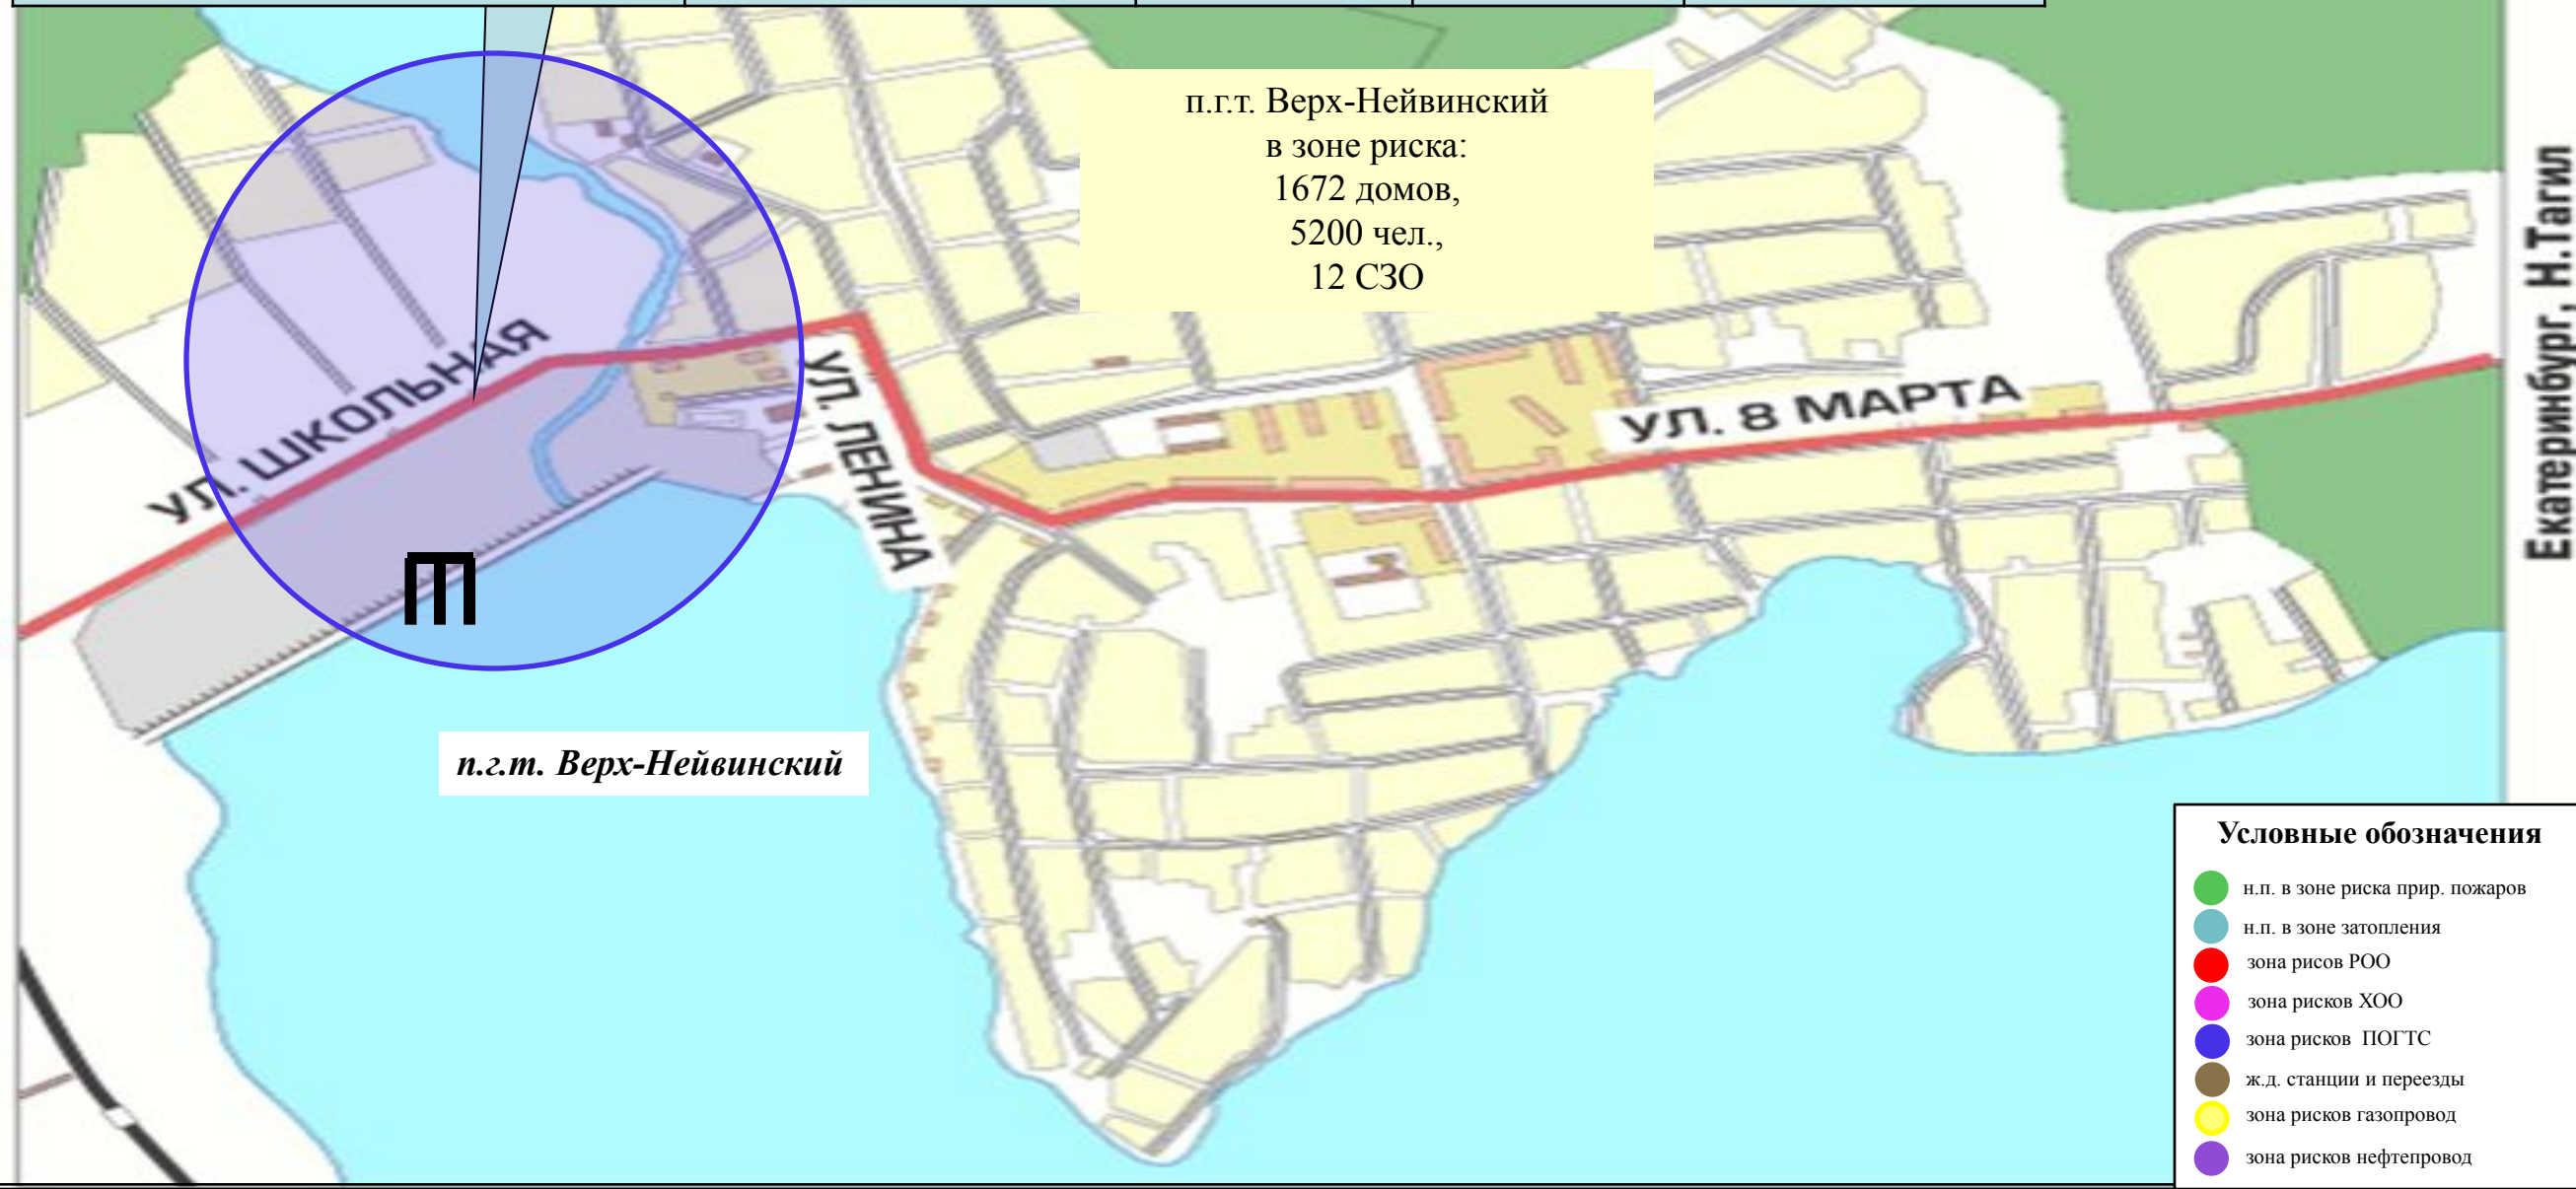 п.г.т. Верх-Нейвинский
в зоне риска:
1672 домов,
5200 чел.,
12 СЗО
УЛ. ШКОЛЬНАЯ
УЛ. ЛЕНИНА
УЛ. 8 МАРТА
Екатеринбург, Н.Тагил
п.г.т. Верх-Нейвинский
Условные обозначения
н.п. в зоне риска прир. пожаров
н.п. в зоне затопления
зона рисов РОО
зона рисков ХОО
зона рисков ПОГТС
ж.д. станции и переезды
зона рисков газопровод
зона рисков нефтепровод